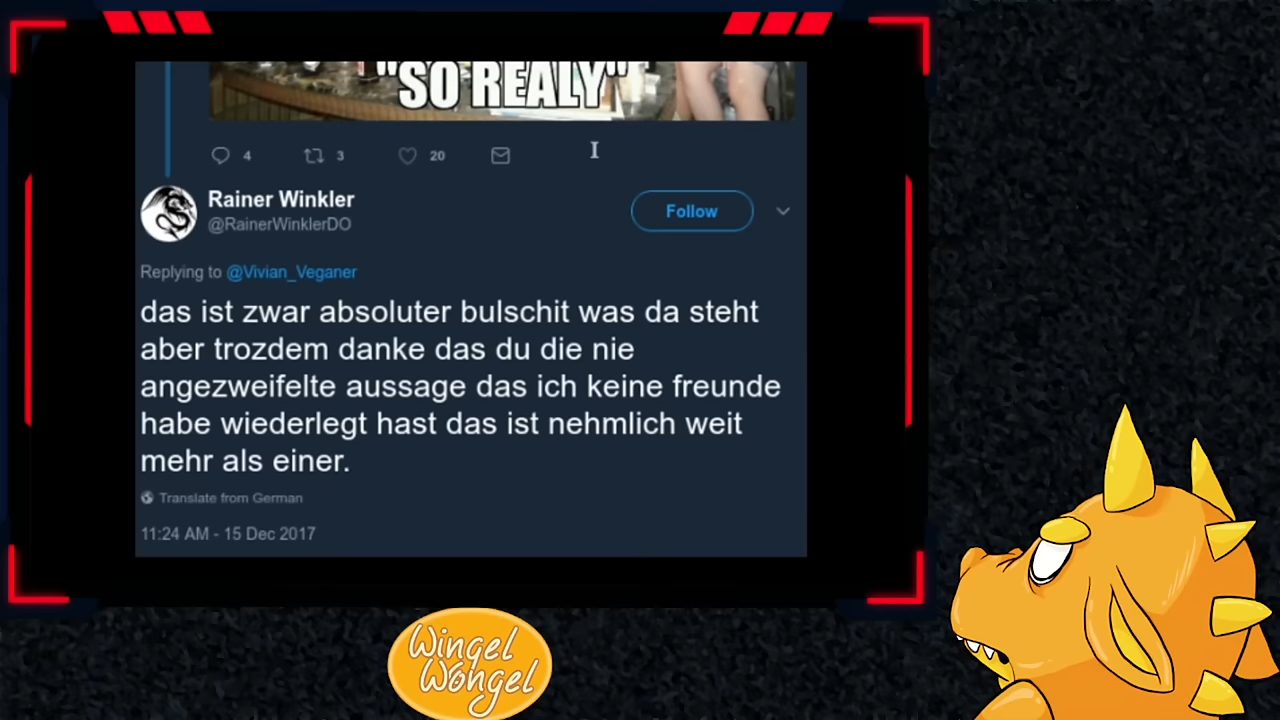 "SO REALY"
4 3 20
Rainer Winkler
@RainerWinklerDO
Follow
Replying to @Vivian_Veganer
das ist zwar absoluter bulschit was da steht
aber trozdem danke das du die nie
angezweifelte aussage das ich keine freunde
habe wiederlegt hast das ist nehmlich weit
mehr als einer.
Translate from German
11:24 AM - 15 Dec 2017
Wingel
Wongel